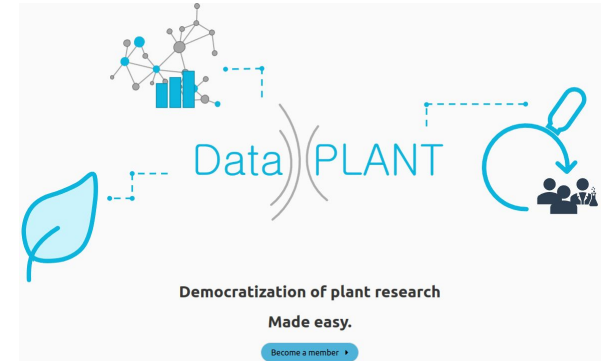 Data PLANT
Democratization of plant research
Made easy.
Become a member